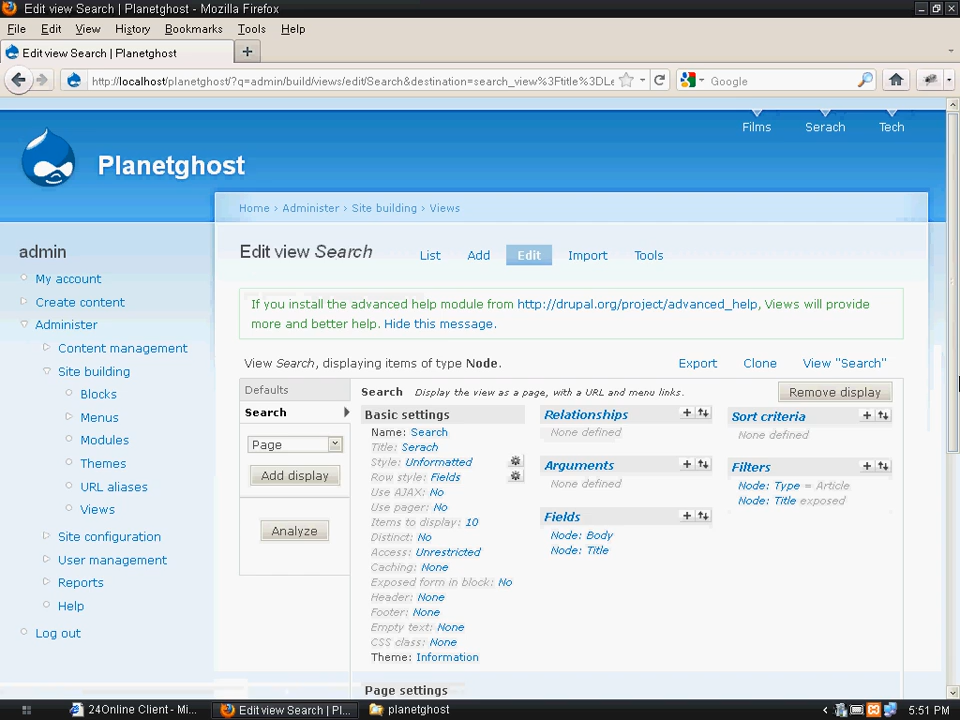 Edit view Search | Planetghost - Mozilla Firefox
File Edit View History Bookmarks Tools Help
Edit view Search | Planetghost
http://localhost/planetghost/?q=admin/build/views/edit/Search&destination=search_view%3Ftitle%3DLe
Google
Films Serach Tech
Planetghost
Home › Administer › Site building › Views
admin
My account
Create content
Administer
Content management
Site building
Blocks
Menus
Modules
Themes
URL aliases
Views
Site configuration
User management
Reports
Help
Log out
Edit view Search List Add Edit Import Tools
If you install the advanced help module from http://drupal.org/project/advanced_help, Views will provide
more and better help. Hide this message.
View Search, displaying items of type Node.
Export Clone View "Search"
Defaults
Search
Page
Add display
Analyze
Search Display the view as a page, with a URL and menu links.
Remove display
Basic settings
Name: Search
Title: Serach
Style: Unformatted
Row style: Fields
Use AJAX: No
Use pager: No
Items to display: 10
Distinct: No
Access: Unrestricted
Caching: None
Exposed form in block: No
Header: None
Footer: None
Empty text: None
CSS class: None
Theme: Information
Page settings
Relationships
None defined
Arguments
None defined
Fields
Node: Body
Node: Title
Sort criteria
None defined
Filters
Node: Type = Article
Node: Title exposed
24Online Client - Mi...
Edit view Search | Pl...
planetghost
5:51 PM